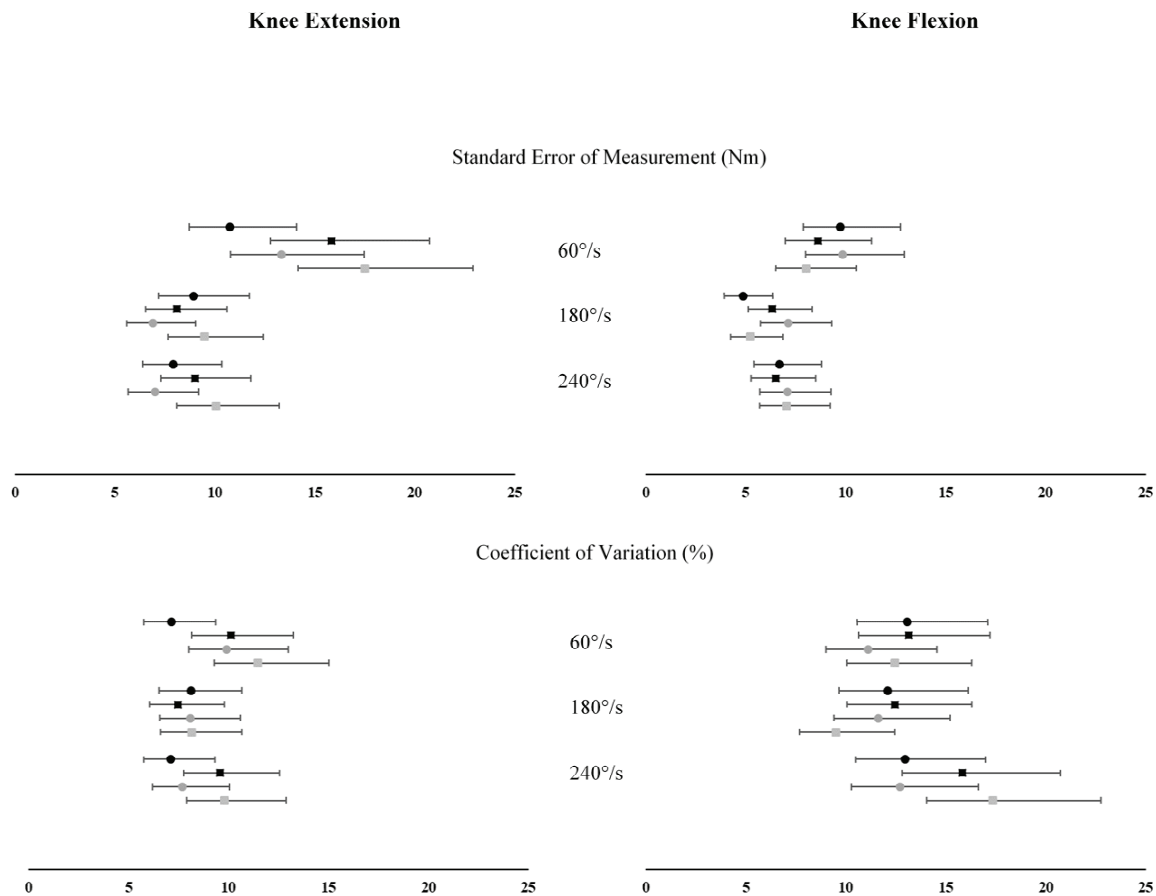 Knee Extension Knee Flexion
Standard Error of Measurement (Nm)
60°/s
180°/s
240°/s
0 5 10 15 20 25 0 5 10 15 20 25
Coefficient of Variation (%)
60°/s
180°/s
240°/s
0 5 10 15 20 25 0 5 10 15 20 25